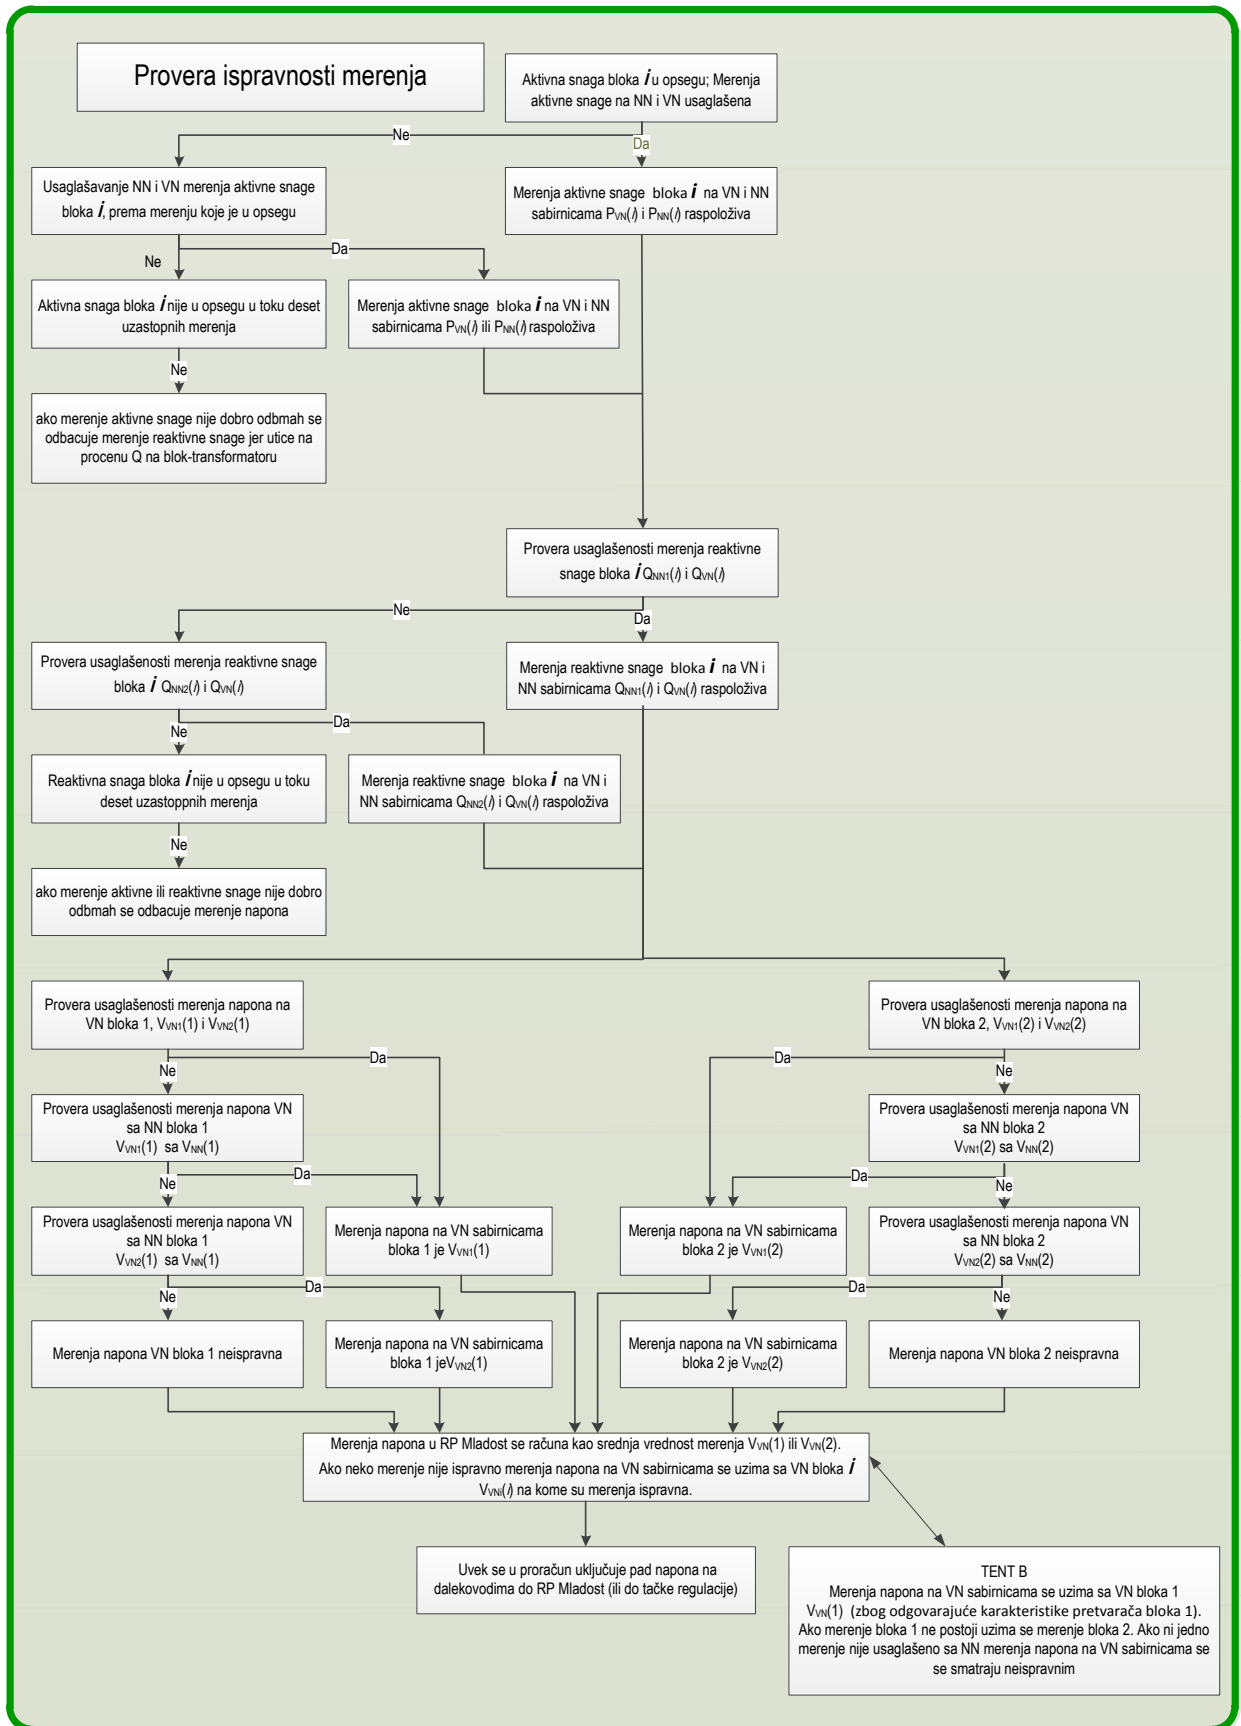 Provera ispravnosti merenja
Aktivna snaga bloka i u opsegu; Merenja
aktivne snage na NN i VN usaglašena
Ne
Da
Usaglašavanje NN i VN merenja aktivne snage
bloka i, prema merenju koje je u opsegu
Merenja aktivne snage bloka i na VN i NN
sabirnicama PVN(i) i PNN(i) raspoloživa
Ne
Da
Aktivna snaga bloka i nije u opsegu u toku deset
uzastopnih merenja
Merenja aktivne snage bloka i na VN i NN
sabirnicama PVN(i) ili PNN(i) raspoloživa
Ne
ako merenje aktivne snage nije dobro odbmah se
odbacuje merenje reaktivne snage jer utice na
procenu Q na blok-transformatoru
Provera usaglašenosti merenja reaktivne
snage bloka i QNN1(i) i QVN(i)
Ne
Da
Provera usaglašenosti merenja reaktivne snage
bloka i QNN2(i) i QVN(i)
Merenja reaktivne snage bloka i na VN i
NN sabirnicama QNN1(i) i QVN(i) raspoloživa
Ne
Da
Reaktivna snaga bloka i nije u opsegu u toku
deset uzastoppnih merenja
Merenja reaktivne snage bloka i na VN i
NN sabirnicama QNN2(i) i QVN(i) raspoloživa
Ne
ako merenje aktivne ili reaktivne snage nije dobro
odbmah se odbacuje merenje napona
Provera usaglašenosti merenja napona na
VN bloka 1, VVN1(1) i VVN2(1)
Provera usaglašenosti merenja napona na
VN bloka 2, VVN1(2) i VVN2(2)
Ne
Da
Da
Ne
Provera usaglašenosti merenja napona VN
sa NN bloka 1
VVN1(1) sa VNN(1)
Provera usaglašenosti merenja napona VN
sa NN bloka 2
VVN1(2) sa VNN(2)
Ne
Da
Da
Ne
Provera usaglašenosti merenja napona VN
sa NN bloka 1
VVN2(1) sa VNN(1)
Merenja napona na VN sabirnicama
bloka 1 je VVN1(1)
Merenja napona na VN sabirnicama
bloka 2 je VVN1(2)
Provera usaglašenosti merenja napona VN
sa NN bloka 2
VVN2(2) sa VNN(2)
Ne
Da
Da
Ne
Merenja napona VN bloka 1 neispravna
Merenja napona na VN sabirnicama
bloka 1 jeVVN2(1)
Merenja napona na VN sabirnicama
bloka 2 je VVN2(2)
Merenja napona VN bloka 2 neispravna
Merenja napona u RP Mladost se računa kao srednja vrednost merenja VVN(1) ili VVN(2).
Ako neko merenje nije ispravno merenja napona na VN sabirnicama se uzima sa VN bloka i
VVNi(i) na kome su merenja ispravna.
Uvek se u proračun uključuje pad napona na
dalekovodima do RP Mladost (ili do tačke regulacije)
TENT B
Merenja napona na VN sabirnicama se uzima sa VN bloka 1
VVN(1) (zbog odgovarajuće karakteristike pretvarača bloka 1).
Ako merenje bloka 1 ne postoji uzima se merenje bloka 2. Ako ni jedno
merenje nije usaglašeno sa NN merenja napona na VN sabirnicama se
se smatraju neispravnim